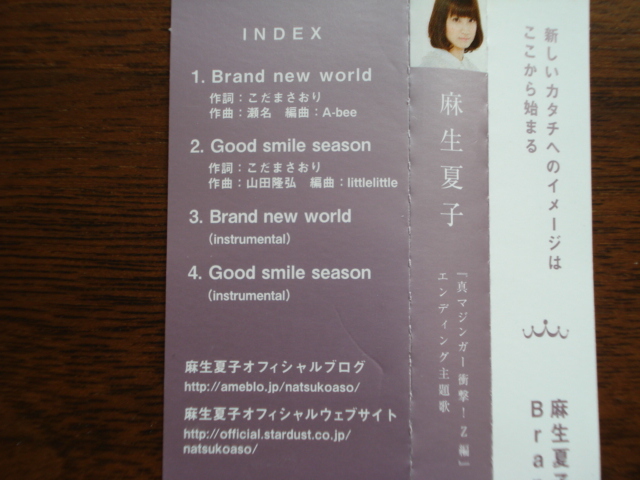 INDEX
1. Brand new world
作詞：こだまさおり
作曲：瀬名　編曲：A-bee
2. Good smile season
作詞：こだまさおり
作曲：山田隆弘　編曲：littlelittle
3. Brand new world
(instrumental)
4. Good smile season
(instrumental)
麻生夏子オフィシャルブログ
http://ameblo.jp/natsukoaso/
麻生夏子オフィシャルウェブサイト
http://official.stardust.co.jp/
natsukoaso/
麻生夏子
『真マジンガー衝撃！Z編』
エンディング主題歌
新しいカタチへのイメージは
ここから始まる
麻生夏子
Bra